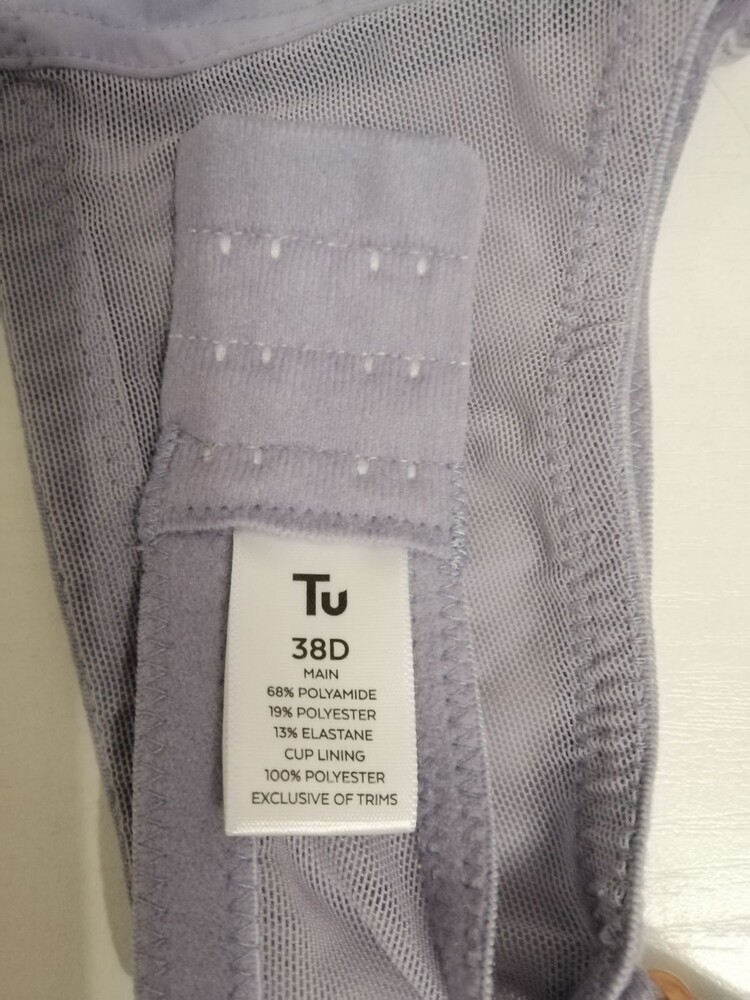 Tu
38D
MAIN
68% POLYAMIDE
19% POLYESTER
13% ELASTANE
CUP LINING
100% POLYESTER
EXCLUSIVE OF TRIMS